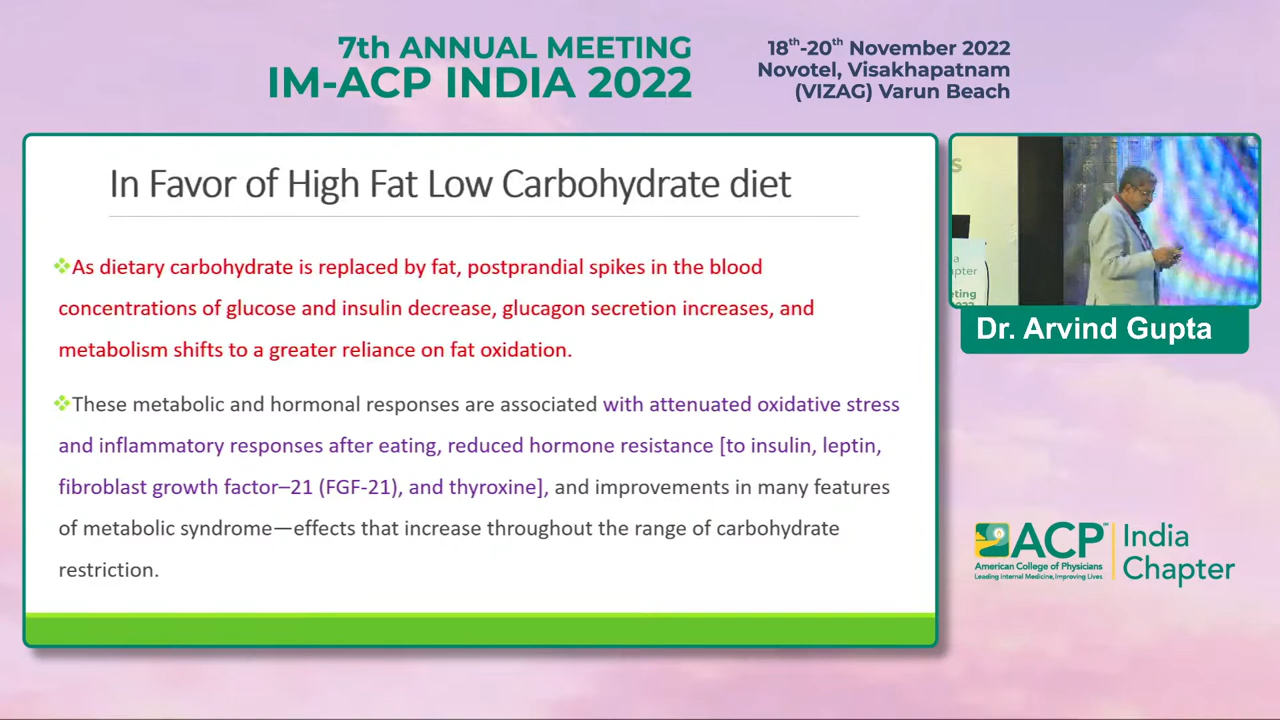 7th ANNUAL MEETING
IM-ACP INDIA 2022
18th-20th November 2022
Novotel, Visakhapatnam
(VIZAG) Varun Beach
In Favor of High Fat Low Carbohydrate diet
❖As dietary carbohydrate is replaced by fat, postprandial spikes in the blood
concentrations of glucose and insulin decrease, glucagon secretion increases, and
metabolism shifts to a greater reliance on fat oxidation.
❖These metabolic and hormonal responses are associated with attenuated oxidative stress
and inflammatory responses after eating, reduced hormone resistance [to insulin, leptin,
fibroblast growth factor–21 (FGF-21), and thyroxine], and improvements in many features
of metabolic syndrome—effects that increase throughout the range of carbohydrate
restriction.
Dr. Arvind Gupta
ACP™
American College of Physicians
Leading Internal Medicine, Improving Lives
India
Chapter